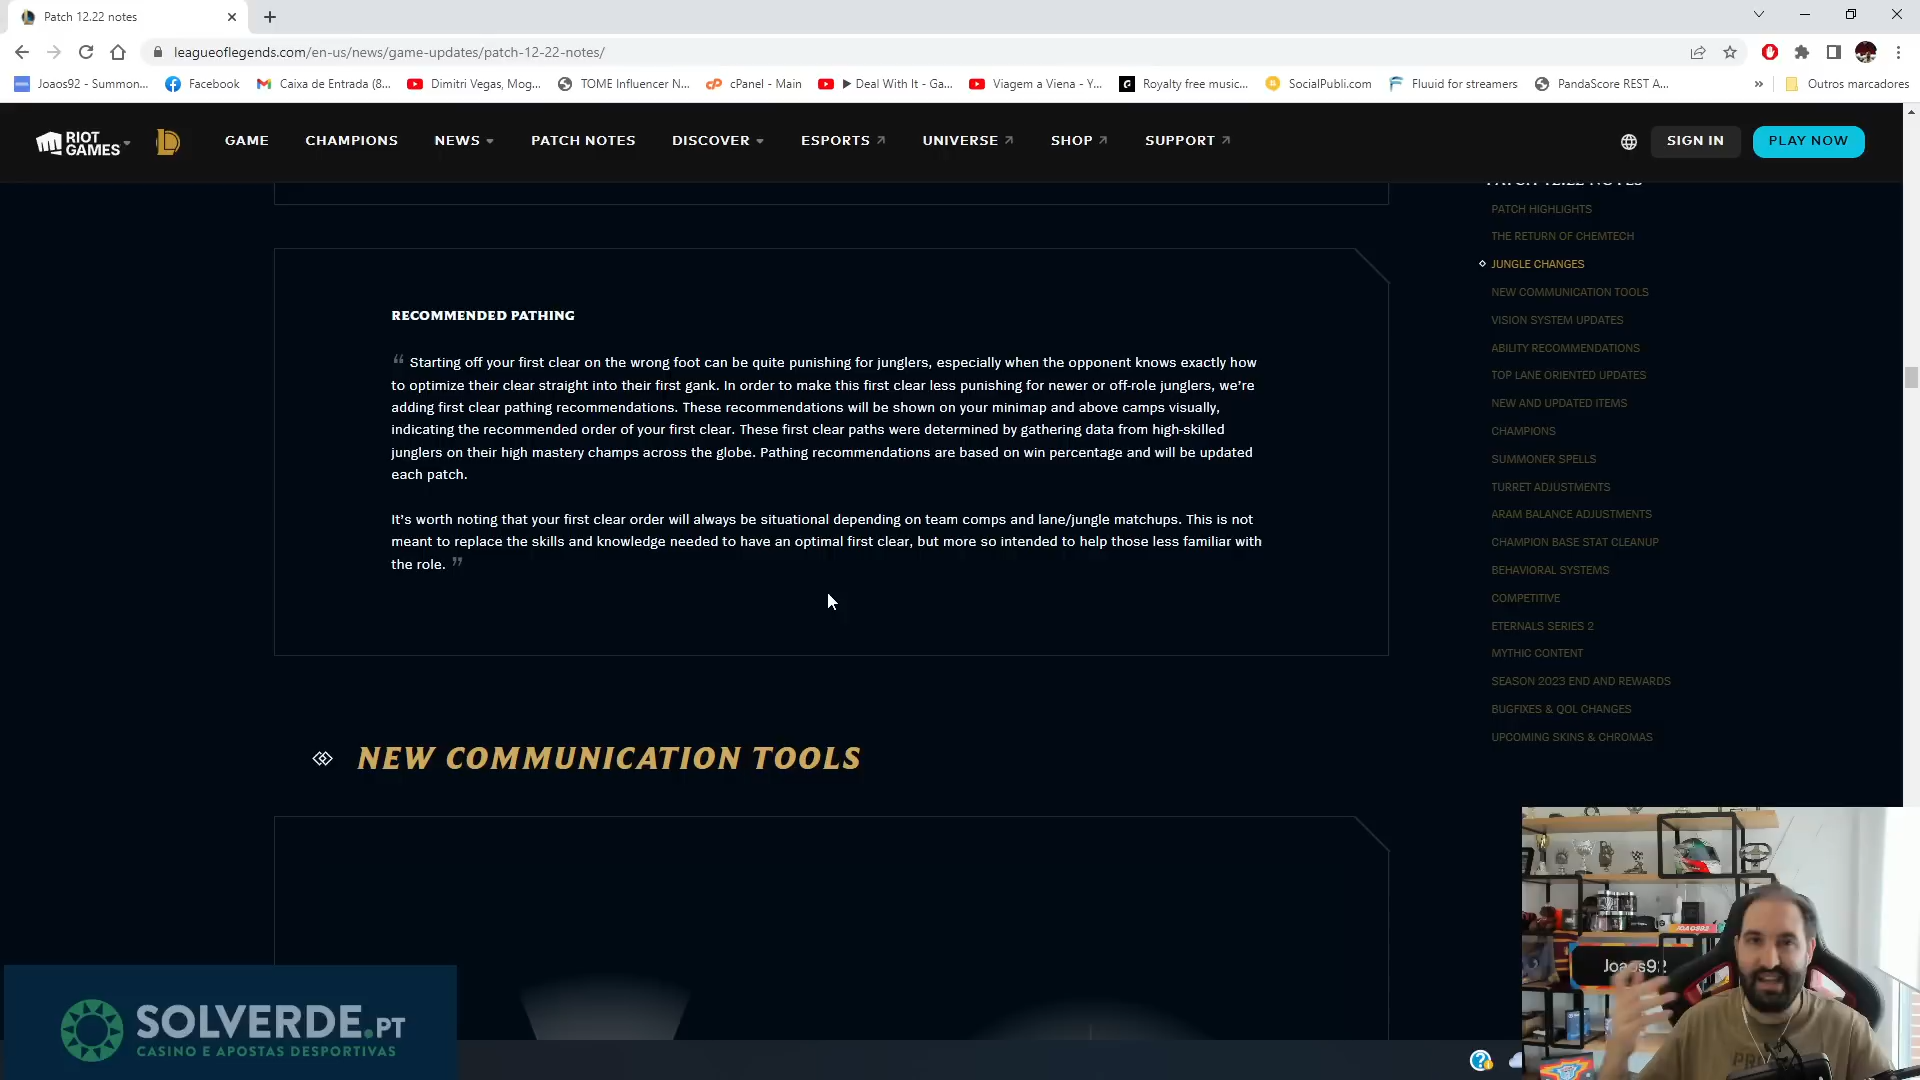 Patch 12.22 notes
leagueoflegends.com/en-us/news/game-updates/patch-12-22-notes/
Joaos92 - Summon... Facebook Caixa de Entrada (8... Dimitri Vegas, Mog... TOME Influencer N... cPanel - Main ▶ Deal With It - Ga... Viagem a Viena - Y... Royalty free music... SocialPubli.com Fluuid for streamers PandaScore REST A... » Outros marcadores
RIOT GAMES GAME CHAMPIONS NEWS PATCH NOTES DISCOVER ESPORTS UNIVERSE SHOP SUPPORT SIGN IN PLAY NOW
RECOMMENDED PATHING
“ Starting off your first clear on the wrong foot can be quite punishing for junglers, especially when the opponent knows exactly how
to optimize their clear straight into their first gank. In order to make this first clear less punishing for newer or off-role junglers, we’re
adding first clear pathing recommendations. These recommendations will be shown on your minimap and above camps visually,
indicating the recommended order of your first clear. These first clear paths were determined by gathering data from high-skilled
junglers on their high mastery champs across the globe. Pathing recommendations are based on win percentage and will be updated
each patch.
It’s worth noting that your first clear order will always be situational depending on team comps and lane/jungle matchups. This is not
meant to replace the skills and knowledge needed to have an optimal first clear, but more so intended to help those less familiar with
the role. ”
NEW COMMUNICATION TOOLS
PATCH 12.22 NOTES
PATCH HIGHLIGHTS
THE RETURN OF CHEMTECH
JUNGLE CHANGES
NEW COMMUNICATION TOOLS
VISION SYSTEM UPDATES
ABILITY RECOMMENDATIONS
TOP LANE ORIENTED UPDATES
NEW AND UPDATED ITEMS
CHAMPIONS
SUMMONER SPELLS
TURRET ADJUSTMENTS
ARAM BALANCE ADJUSTMENTS
CHAMPION BASE STAT CLEANUP
BEHAVIORAL SYSTEMS
COMPETITIVE
ETERNALS SERIES 2
MYTHIC CONTENT
SEASON 2023 END AND REWARDS
BUGFIXES & QOL CHANGES
UPCOMING SKINS & CHROMAS
JOAO92
Joaos92
SOLVERDE.PT
CASINO E APOSTAS DESPORTIVAS